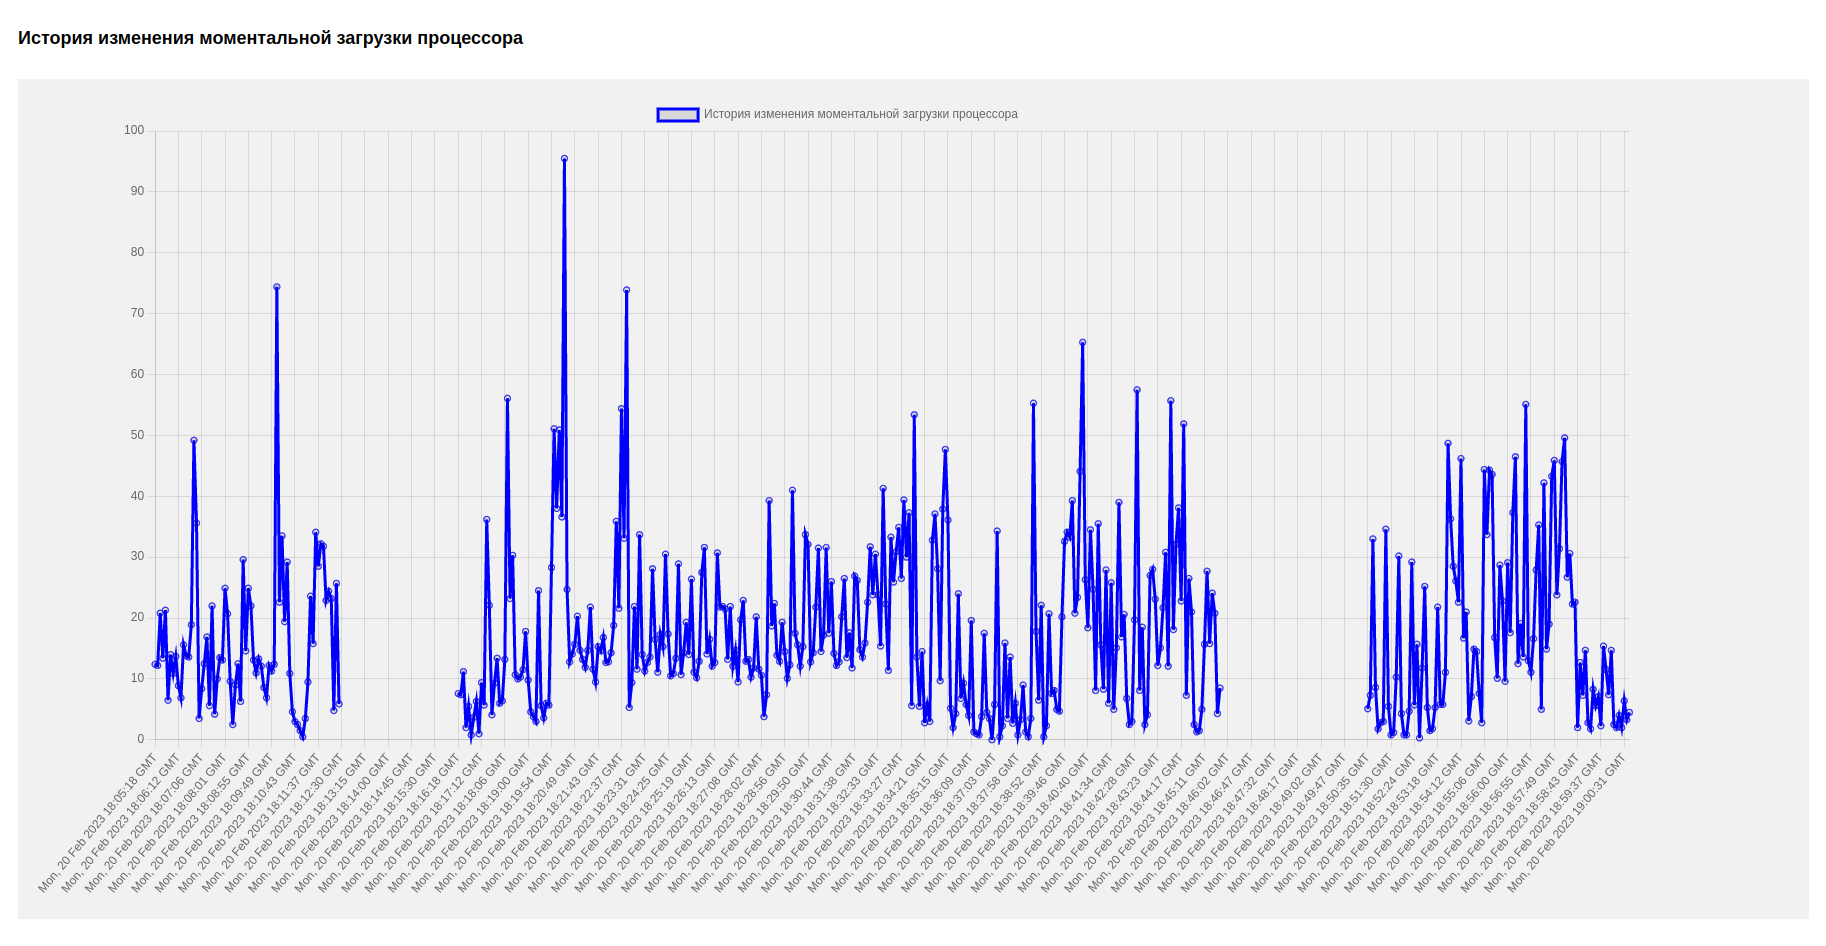 История изменения моментальной загрузки процессора
История изменения моментальной загрузки процессора
100
90
80
70
60
50
40
30
20
10
0
Mon, 20 Feb 2023 18:05:18 GMT
Mon, 20 Feb 2023 18:06:12 GMT
Mon, 20 Feb 2023 18:07:06 GMT
Mon, 20 Feb 2023 18:08:01 GMT
Mon, 20 Feb 2023 18:08:55 GMT
Mon, 20 Feb 2023 18:09:49 GMT
Mon, 20 Feb 2023 18:10:43 GMT
Mon, 20 Feb 2023 18:11:37 GMT
Mon, 20 Feb 2023 18:12:30 GMT
Mon, 20 Feb 2023 18:13:15 GMT
Mon, 20 Feb 2023 18:14:00 GMT
Mon, 20 Feb 2023 18:14:45 GMT
Mon, 20 Feb 2023 18:15:30 GMT
Mon, 20 Feb 2023 18:16:18 GMT
Mon, 20 Feb 2023 18:17:12 GMT
Mon, 20 Feb 2023 18:18:06 GMT
Mon, 20 Feb 2023 18:19:00 GMT
Mon, 20 Feb 2023 18:19:54 GMT
Mon, 20 Feb 2023 18:20:49 GMT
Mon, 20 Feb 2023 18:21:43 GMT
Mon, 20 Feb 2023 18:22:37 GMT
Mon, 20 Feb 2023 18:23:31 GMT
Mon, 20 Feb 2023 18:24:25 GMT
Mon, 20 Feb 2023 18:25:19 GMT
Mon, 20 Feb 2023 18:26:13 GMT
Mon, 20 Feb 2023 18:27:08 GMT
Mon, 20 Feb 2023 18:28:02 GMT
Mon, 20 Feb 2023 18:28:56 GMT
Mon, 20 Feb 2023 18:29:50 GMT
Mon, 20 Feb 2023 18:30:44 GMT
Mon, 20 Feb 2023 18:31:38 GMT
Mon, 20 Feb 2023 18:32:33 GMT
Mon, 20 Feb 2023 18:33:27 GMT
Mon, 20 Feb 2023 18:34:21 GMT
Mon, 20 Feb 2023 18:35:15 GMT
Mon, 20 Feb 2023 18:36:09 GMT
Mon, 20 Feb 2023 18:37:03 GMT
Mon, 20 Feb 2023 18:37:58 GMT
Mon, 20 Feb 2023 18:38:52 GMT
Mon, 20 Feb 2023 18:39:46 GMT
Mon, 20 Feb 2023 18:40:40 GMT
Mon, 20 Feb 2023 18:41:34 GMT
Mon, 20 Feb 2023 18:42:28 GMT
Mon, 20 Feb 2023 18:43:23 GMT
Mon, 20 Feb 2023 18:44:17 GMT
Mon, 20 Feb 2023 18:45:11 GMT
Mon, 20 Feb 2023 18:46:02 GMT
Mon, 20 Feb 2023 18:46:47 GMT
Mon, 20 Feb 2023 18:47:32 GMT
Mon, 20 Feb 2023 18:48:17 GMT
Mon, 20 Feb 2023 18:49:02 GMT
Mon, 20 Feb 2023 18:49:47 GMT
Mon, 20 Feb 2023 18:50:35 GMT
Mon, 20 Feb 2023 18:51:30 GMT
Mon, 20 Feb 2023 18:52:24 GMT
Mon, 20 Feb 2023 18:53:18 GMT
Mon, 20 Feb 2023 18:54:12 GMT
Mon, 20 Feb 2023 18:55:06 GMT
Mon, 20 Feb 2023 18:56:00 GMT
Mon, 20 Feb 2023 18:56:55 GMT
Mon, 20 Feb 2023 18:57:49 GMT
Mon, 20 Feb 2023 18:58:43 GMT
Mon, 20 Feb 2023 18:59:37 GMT
Mon, 20 Feb 2023 19:00:31 GMT